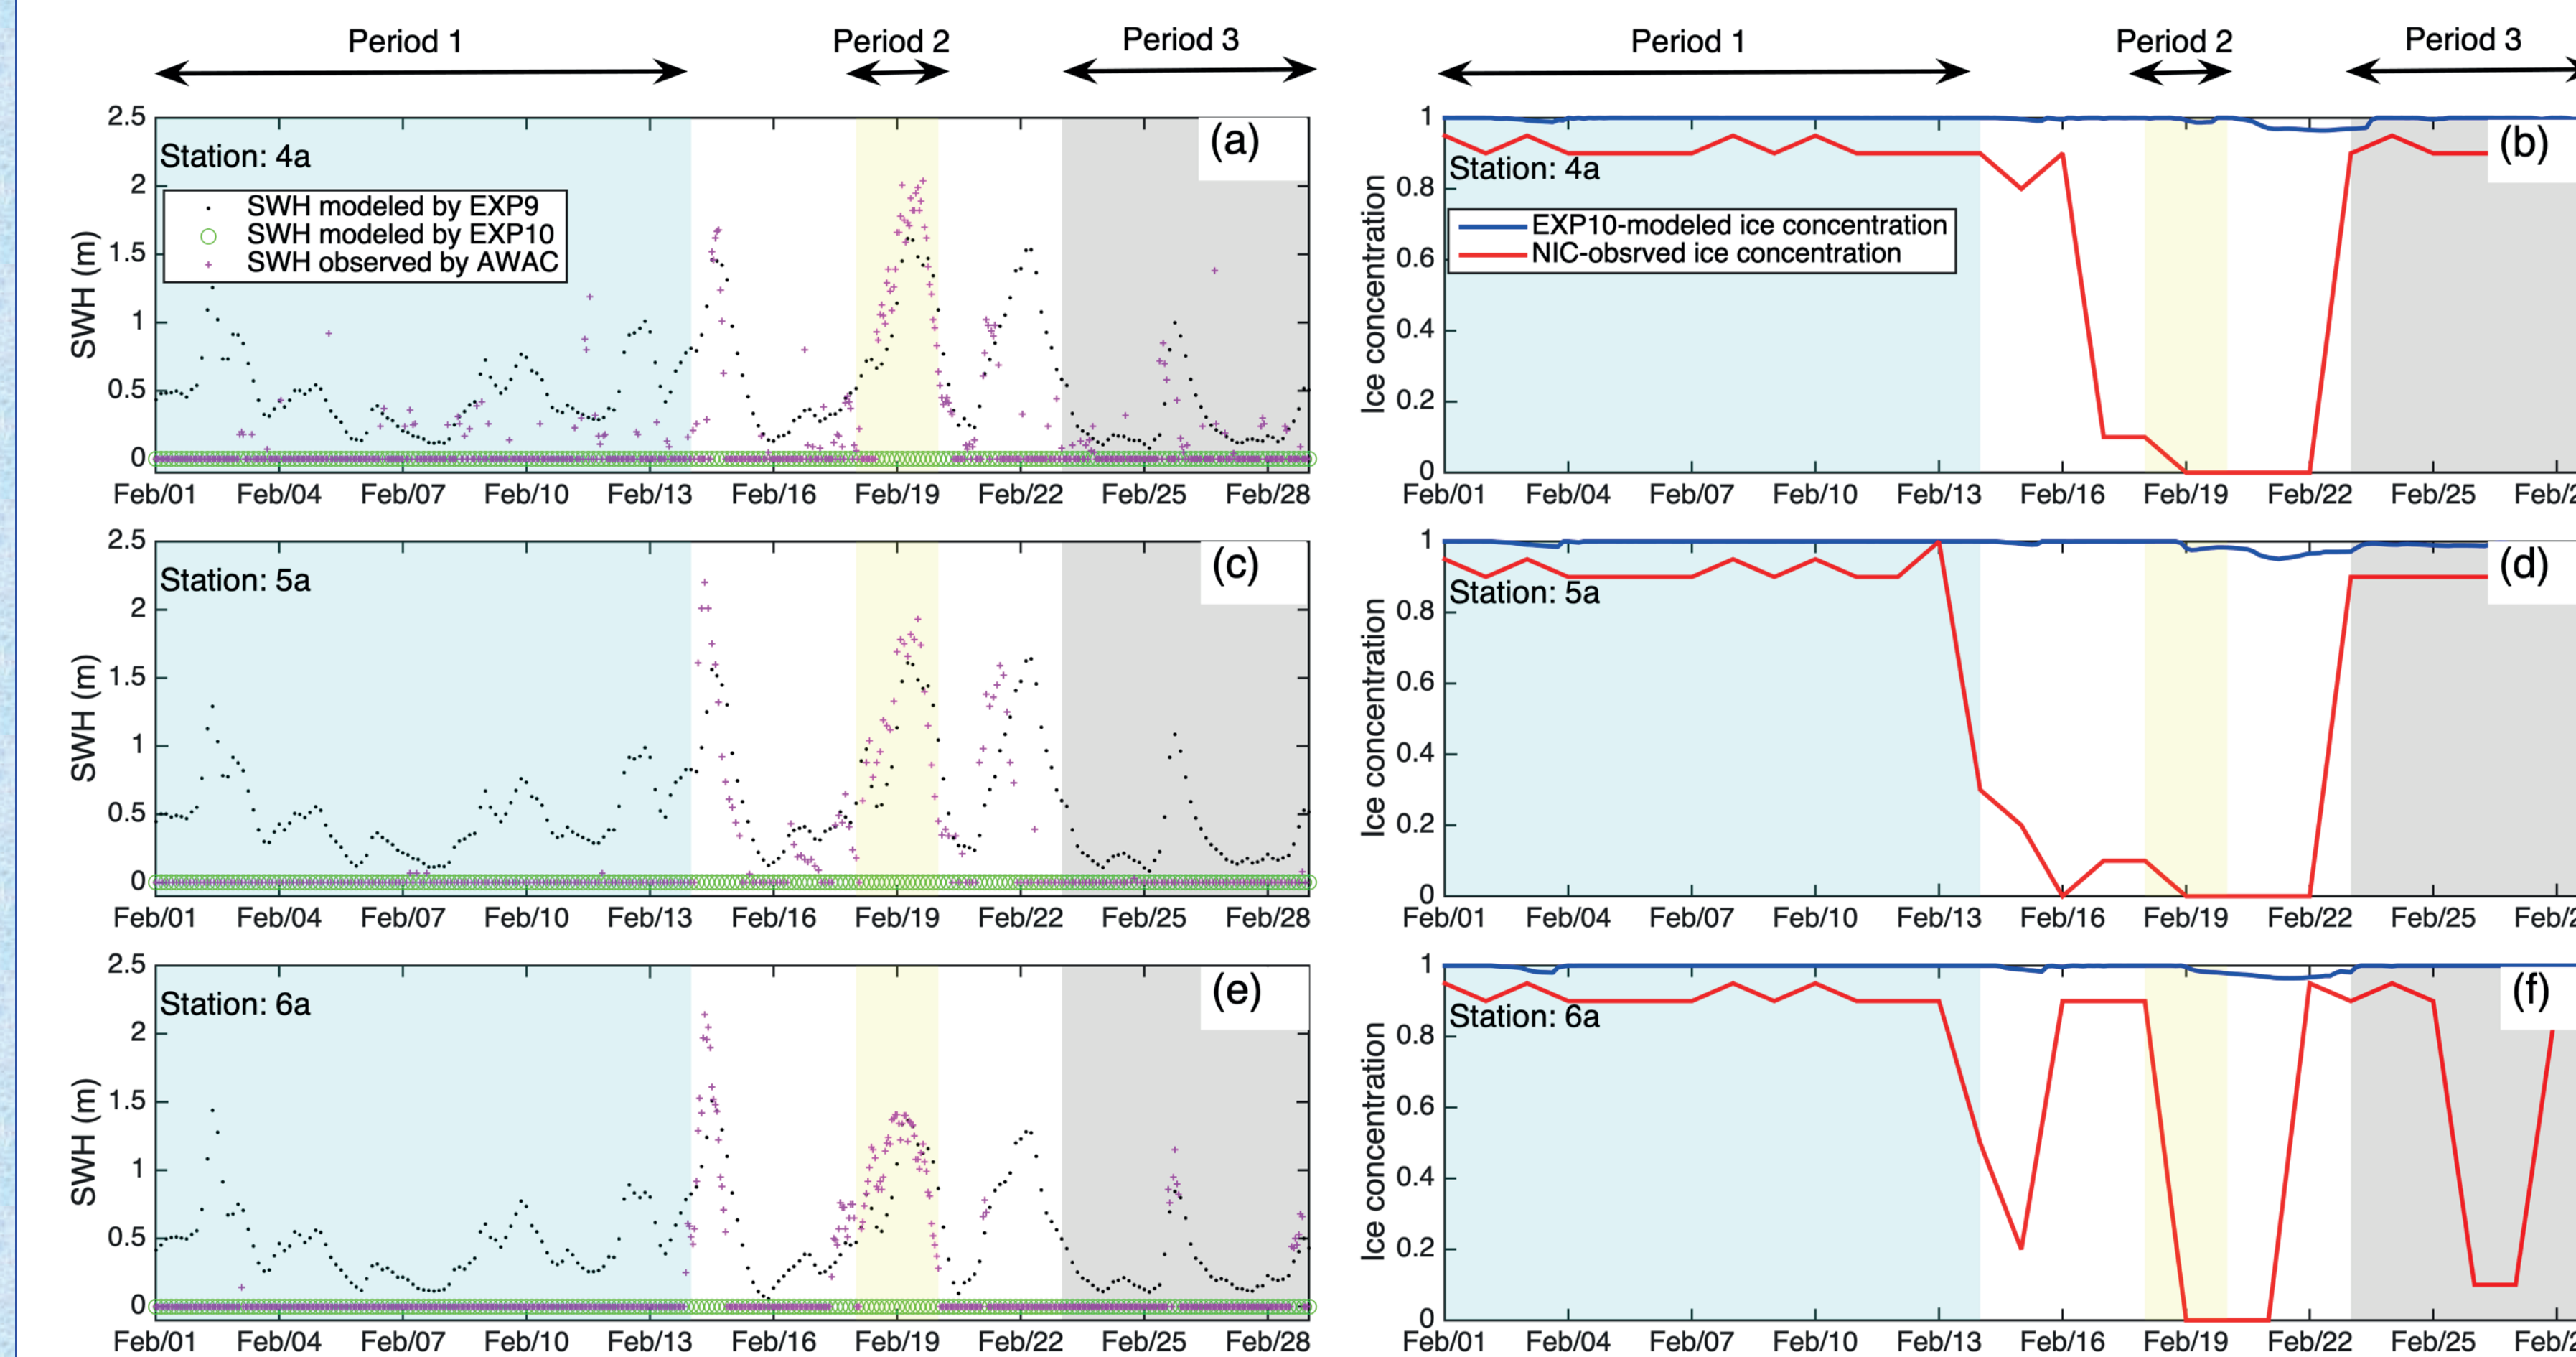 Period 1 Period 2 Period 3 Period 1 Period 2 Period 3
2.5
2
1.5
1
0.5
0
SWH (m)
Station: 4a
(a)
SWH modeled by EXP9
SWH modeled by EXP10
SWH observed by AWAC
Feb/01 Feb/04 Feb/07 Feb/10 Feb/13 Feb/16 Feb/19 Feb/22 Feb/25 Feb/28
1
0.8
0.6
0.4
0.2
0
Ice concentration
Station: 4a
(b)
EXP10-modeled ice concentration
NIC-obsrved ice concentration
Feb/01 Feb/04 Feb/07 Feb/10 Feb/13 Feb/16 Feb/19 Feb/22 Feb/25
2.5
2
1.5
1
0.5
0
SWH (m)
Station: 5a
(c)
Feb/01 Feb/04 Feb/07 Feb/10 Feb/13 Feb/16 Feb/19 Feb/22 Feb/25 Feb/28
1
0.8
0.6
0.4
0.2
0
Ice concentration
Station: 5a
(d)
Feb/01 Feb/04 Feb/07 Feb/10 Feb/13 Feb/16 Feb/19 Feb/22 Feb/25
2.5
2
1.5
1
0.5
0
SWH (m)
Station: 6a
(e)
Feb/01 Feb/04 Feb/07 Feb/10 Feb/13 Feb/16 Feb/19 Feb/22 Feb/25 Feb/28
1
0.8
0.6
0.4
0.2
0
Ice concentration
Station: 6a
(f)
Feb/01 Feb/04 Feb/07 Feb/10 Feb/13 Feb/16 Feb/19 Feb/22 Feb/25